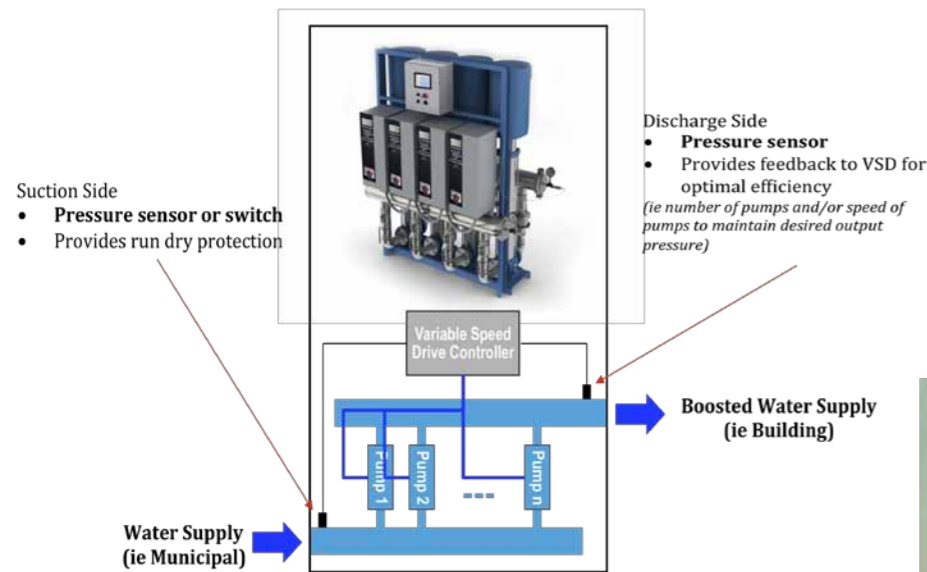 Suction Side
• Pressure sensor or switch
• Provides run dry protection
Discharge Side
• Pressure sensor
• Provides feedback to VSD for
optimal efficiency
(ie number of pumps and/or speed of
pumps to maintain desired output
pressure)
Variable Speed
Drive Controller
Boosted Water Supply
(ie Building)
Pump 1
Pump 2
Pump n
Water Supply
(ie Municipal)